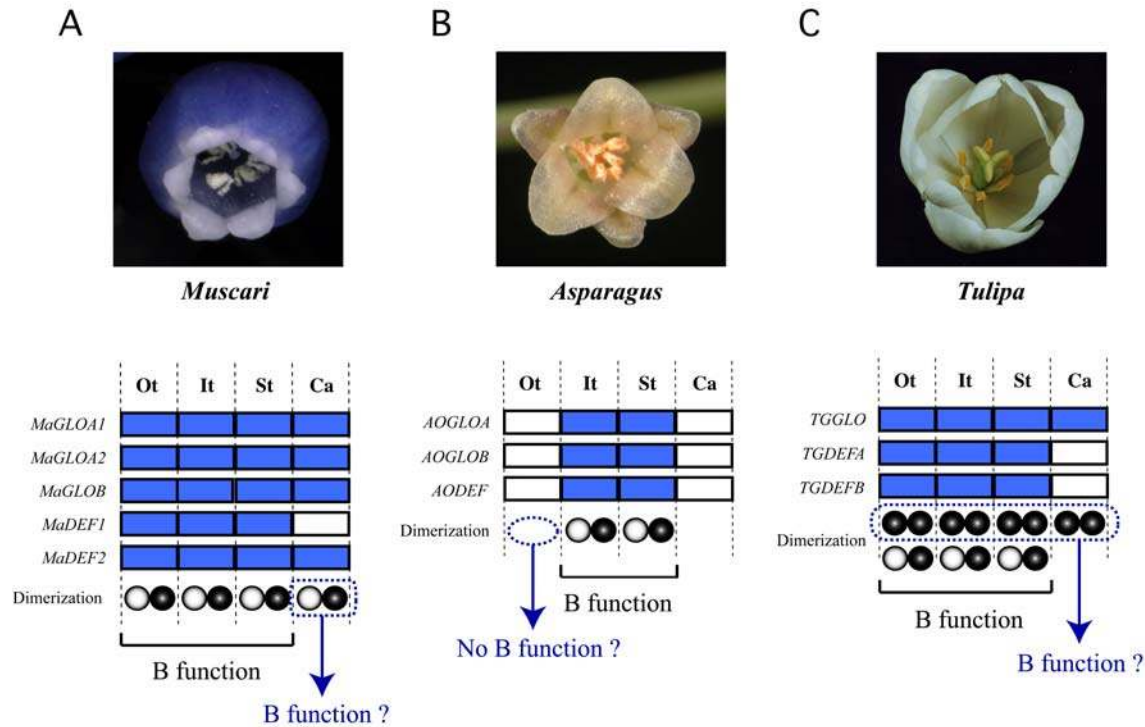 A
B
C
Muscari
Asparagus
Tulipa
Ot It St Ca
MaGLOA1
MaGLOA2
MaGLOB
MaDEF1
MaDEF2
Dimerization
B function
B function ?
Ot It St Ca
AOGLOA
AOGLOB
AODEF
Dimerization
B function
No B function ?
Ot It St Ca
TGGLO
TGDEFA
TGDEFB
Dimerization
B function
B function ?